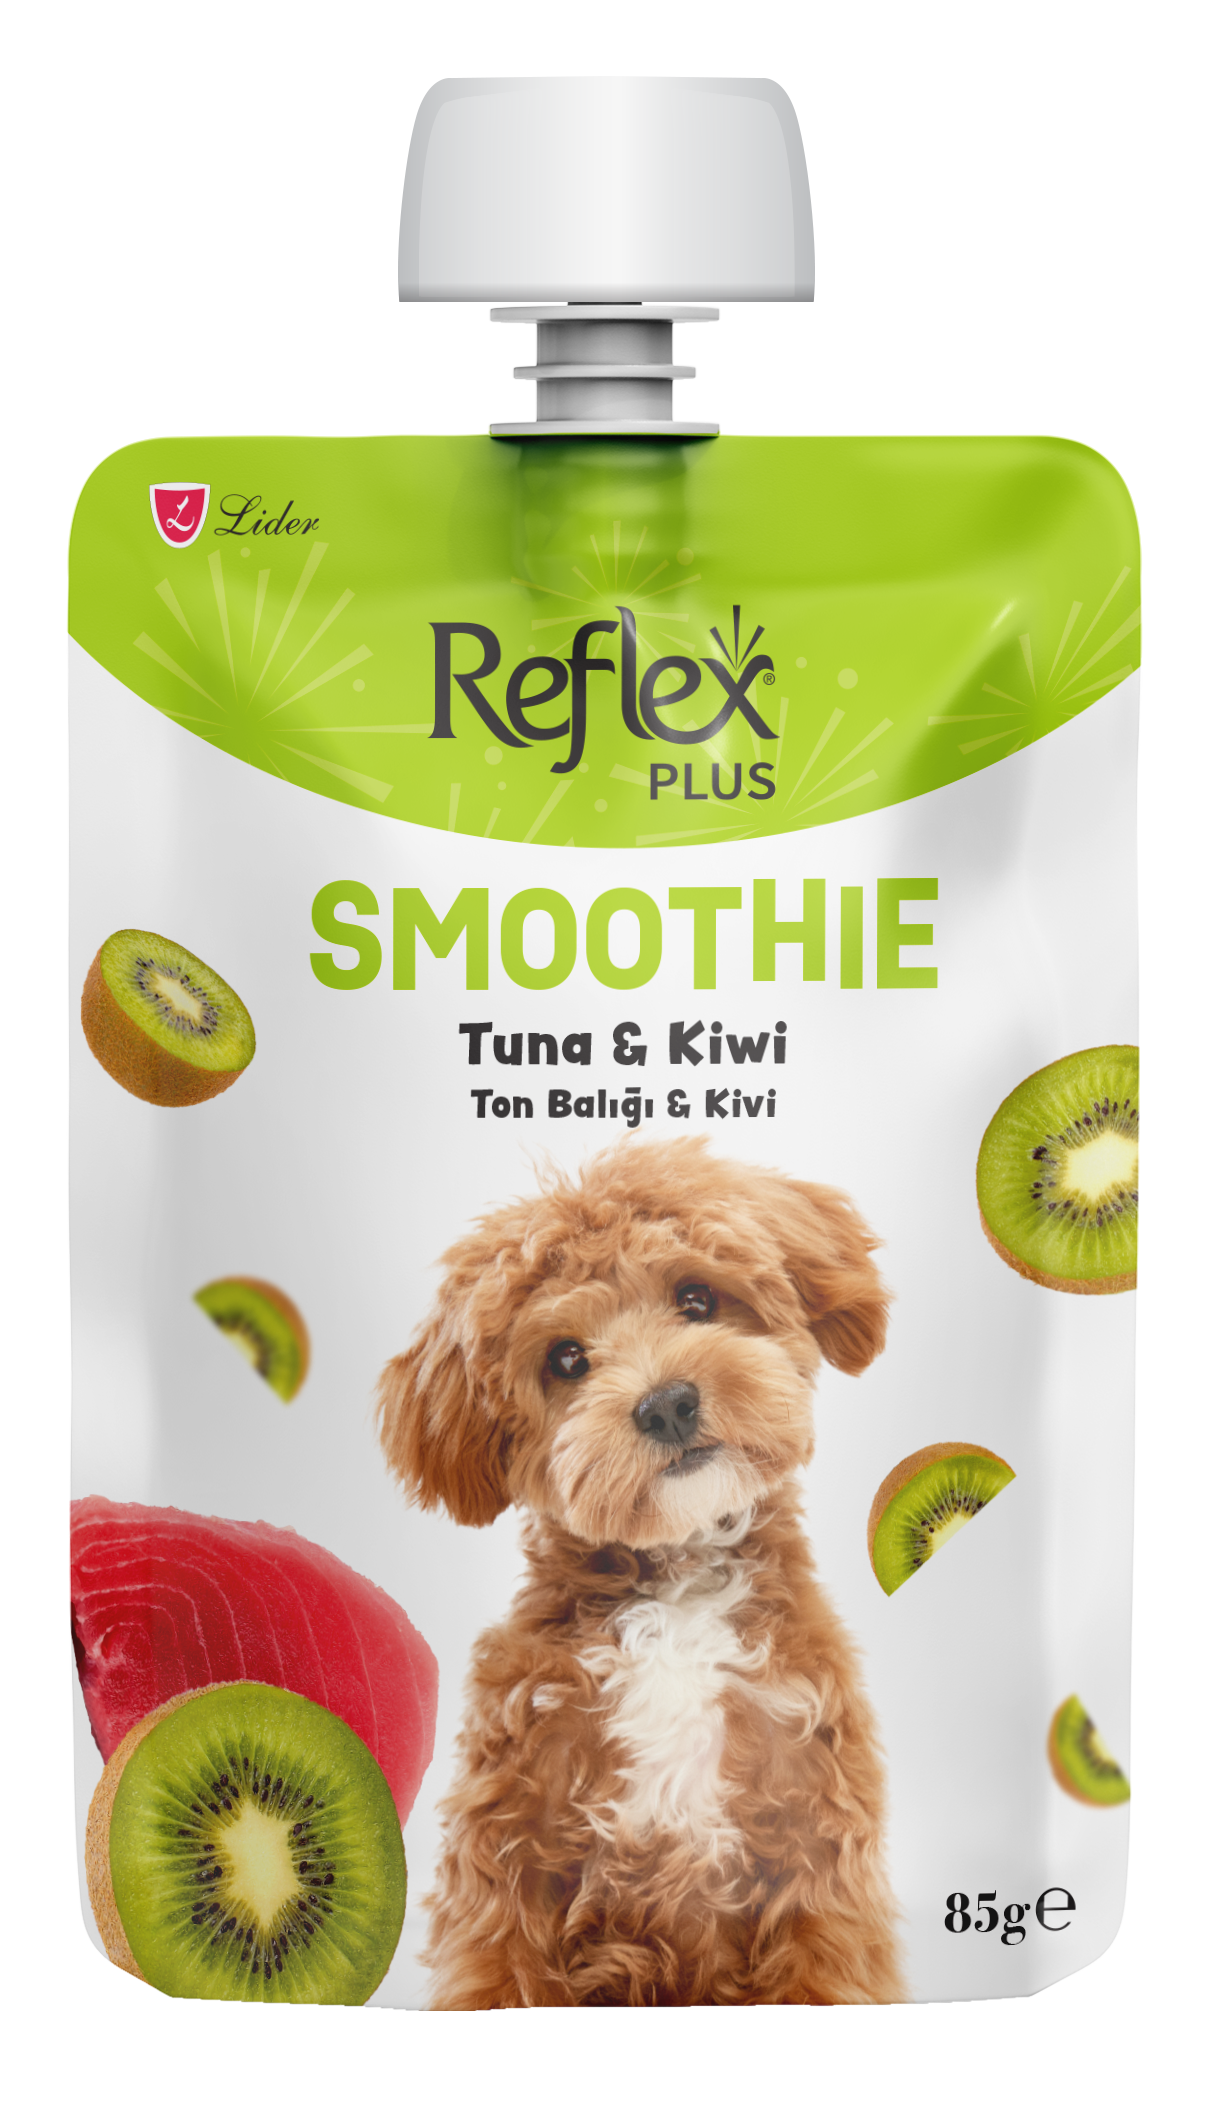 L Lider
Reflex®
PLUS
SMOOTHIE
Tuna & Kiwi
Ton Balığı & Kivi
85g℮